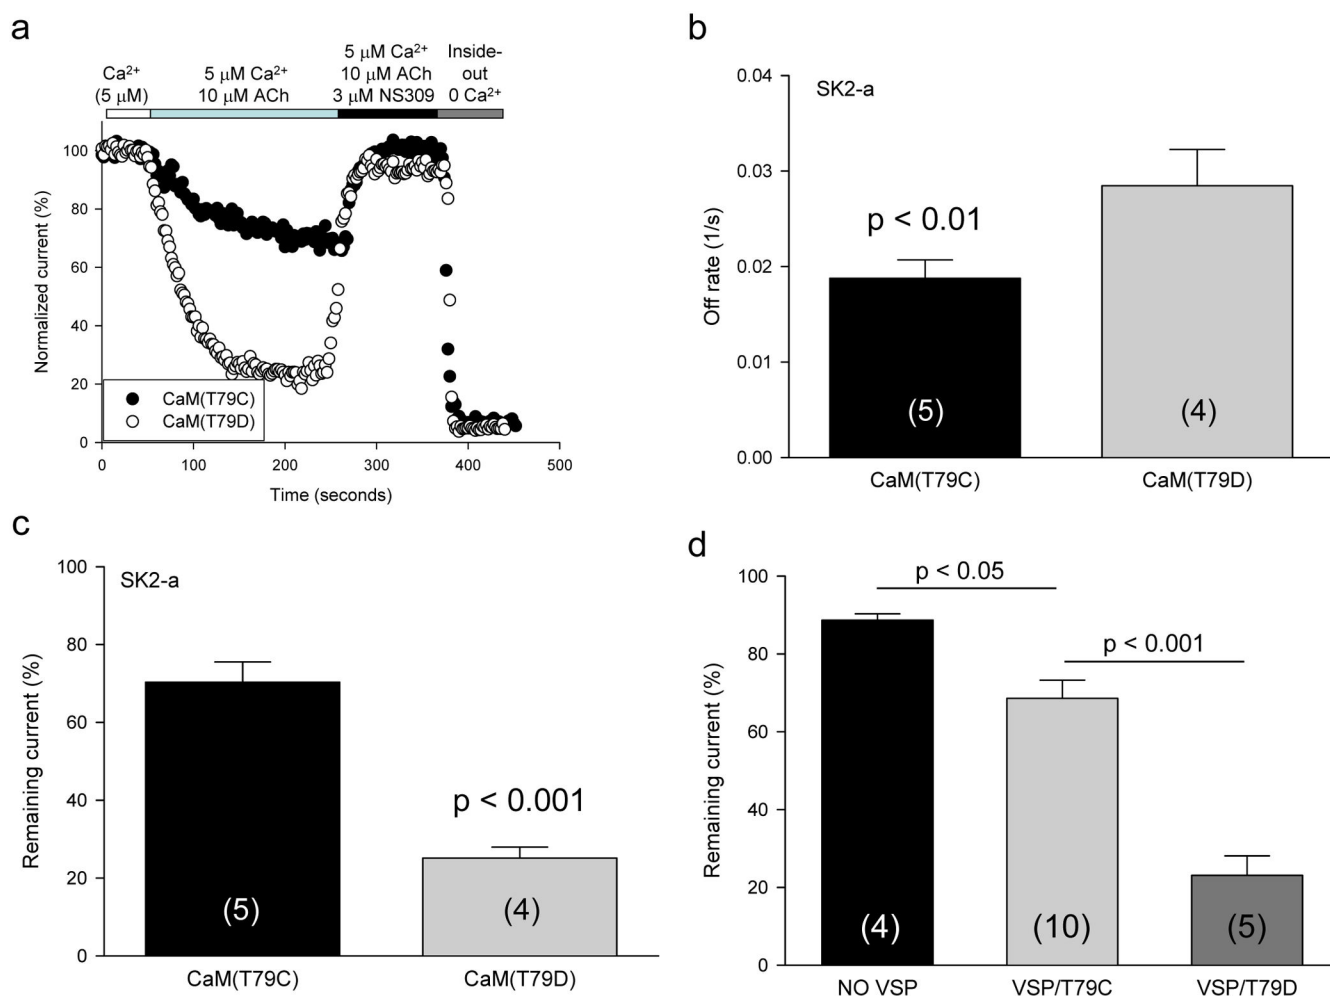 a
Ca²⁺
(5 μM)
5 μM Ca²⁺
10 μM ACh
5 μM Ca²⁺
10 μM ACh
3 μM NS309
Inside-
out
0 Ca²⁺
Normalized current (%)
100
80
60
40
20
0
CaM(T79C)
CaM(T79D)
0 100 200 300 400 500
Time (seconds)
b
SK2-a
Off rate (1/s)
0.04
0.03
0.02
0.01
0.00
p < 0.01
(5) (4)
CaM(T79C) CaM(T79D)
c
SK2-a
Remaining current (%)
100
80
60
40
20
0
p < 0.001
(5) (4)
CaM(T79C) CaM(T79D)
d
Remaining current (%)
100
80
60
40
20
0
p < 0.05
p < 0.001
(4) (10) (5)
NO VSP VSP/T79C VSP/T79D